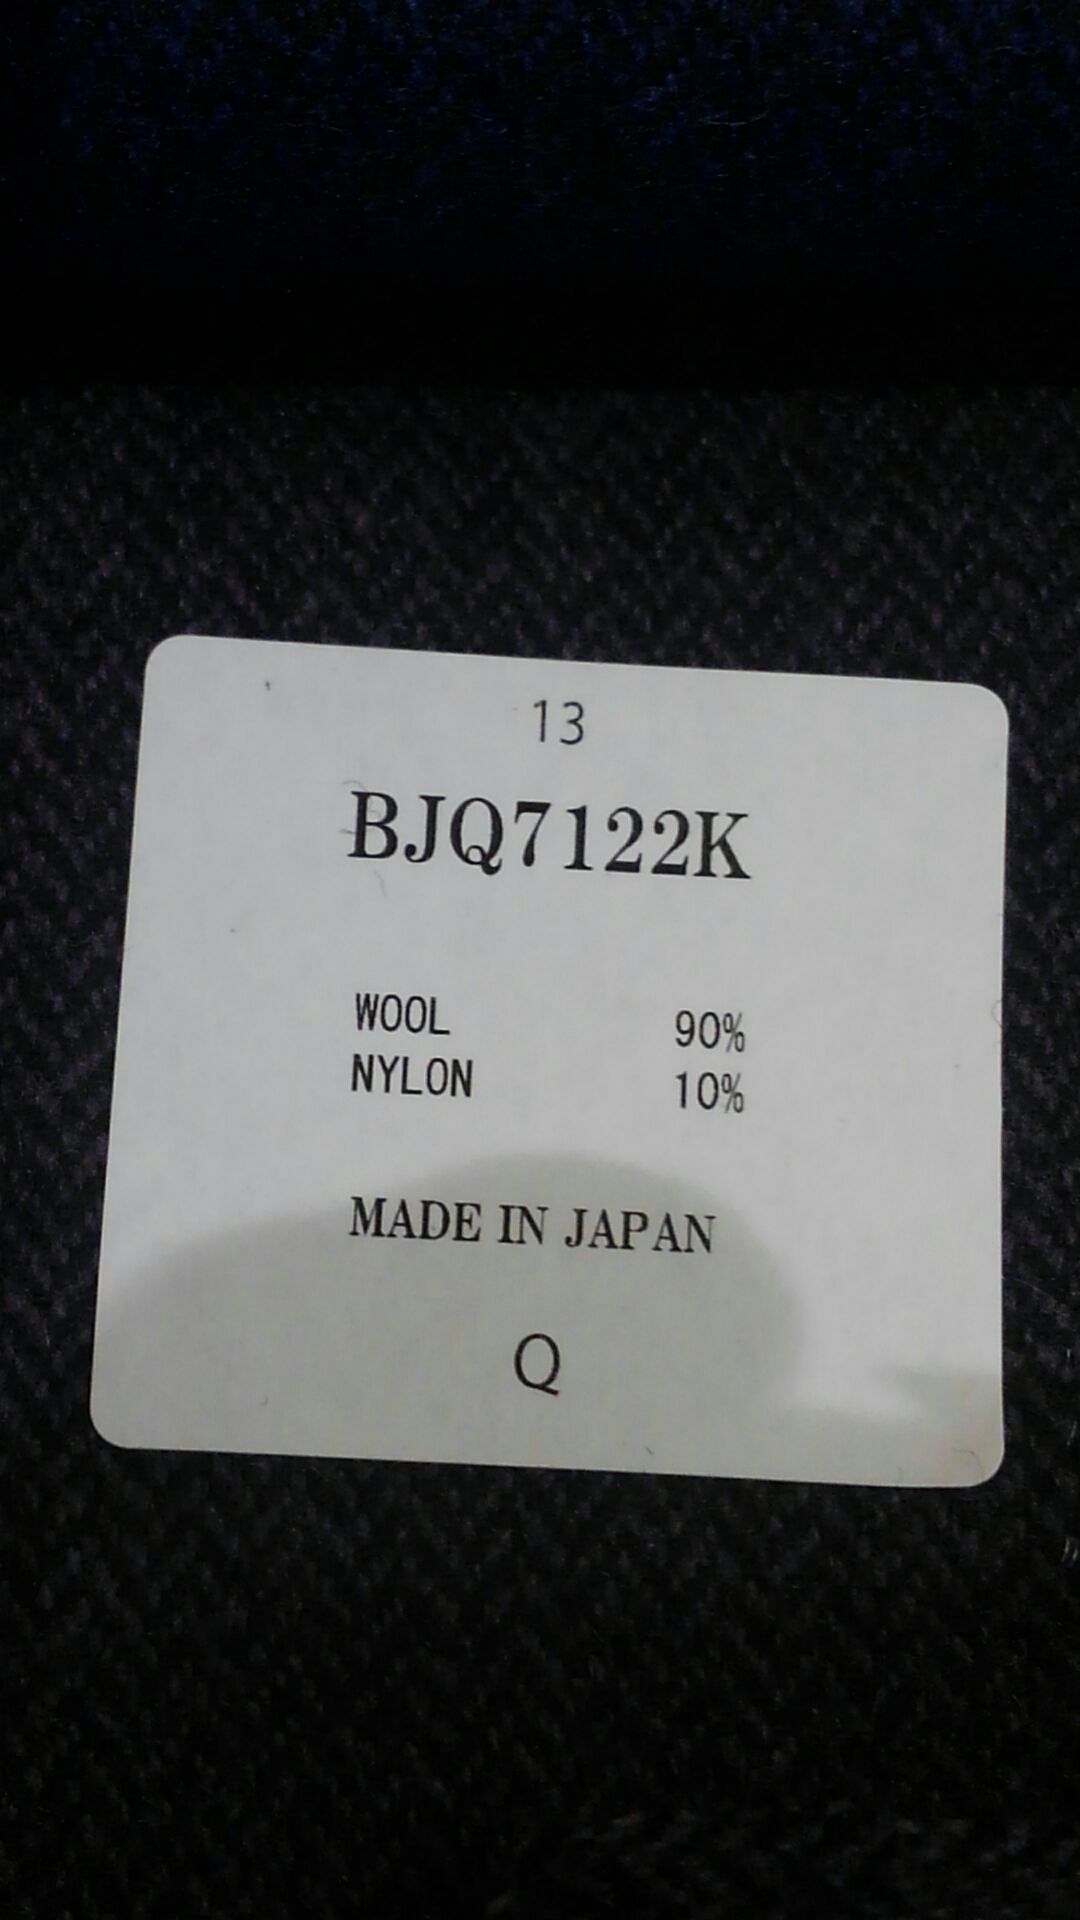 13
BJQ7122K
WOOL 90%
NYLON 10%
MADE IN JAPAN
Q